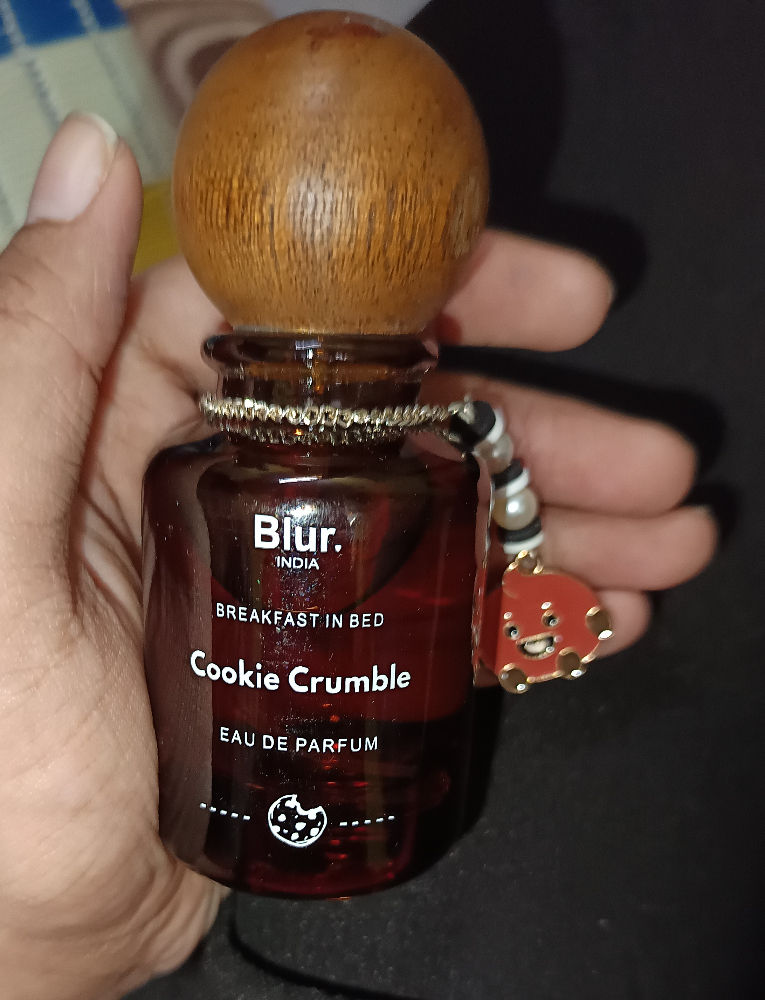 Blur.
INDIA
BREAKFAST IN BED
Cookie Crumble
EAU DE PARFUM